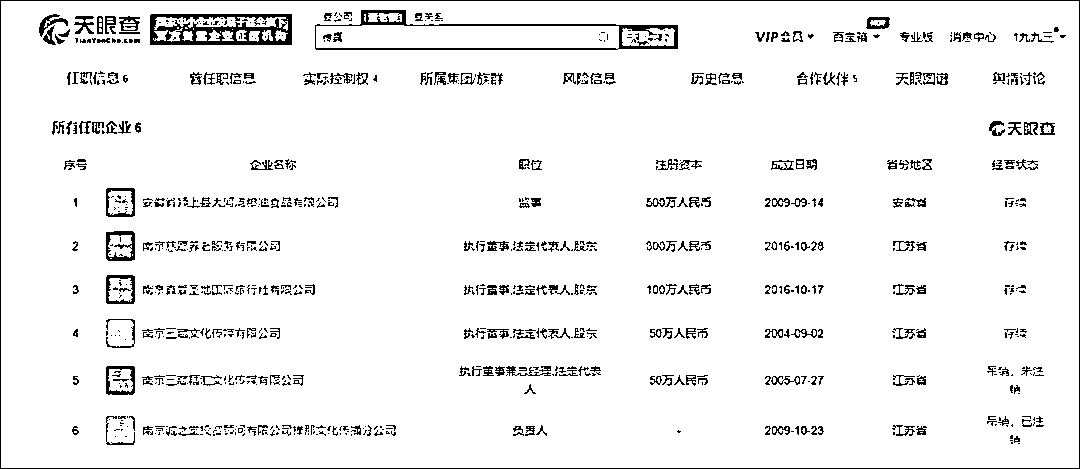 天眼查
TianYanCha.com
国家中小企业发展子基金旗下
官方备案企业征信机构
查公司 查老板 查关系
天眼一下
VIP会员 百宝箱 专业版 消息中心 1九九三
任职信息 6 曾任职信息 实际控制权 4 所属集团/族群 风险信息 历史信息 合作伙伴 5 天眼图谱 舆情讨论
所有任职企业 6
天眼查
序号 企业名称 职位 注册资本 成立日期 省份地区 经营状态
1 安徽省颍上县 粮油食品有限公司 监事 500万人民币 2009-09-14 安徽省 存续
2 南京慈愿养老服务有限公司 执行董事,法定代表人,股东 300万人民币 2016-10-28 江苏省 存续
3 南京 圣地国际旅行社有限公司 执行董事,法定代表人,股东 100万人民币 2016-10-17 江苏省 存续
4 南京三 文化传媒有限公司 执行董事,法定代表人,股东 50万人民币 2004-09-02 江苏省 存续
5 南京三 精汇文化传媒有限公司 执行董事兼总经理,法定代表人 50万人民币 2005-07-27 江苏省 吊销，未注销
6 南京诚之 投资顾问有限公司禅那文化传播分公司 负责人 - 2009-10-23 江苏省 吊销，已注销